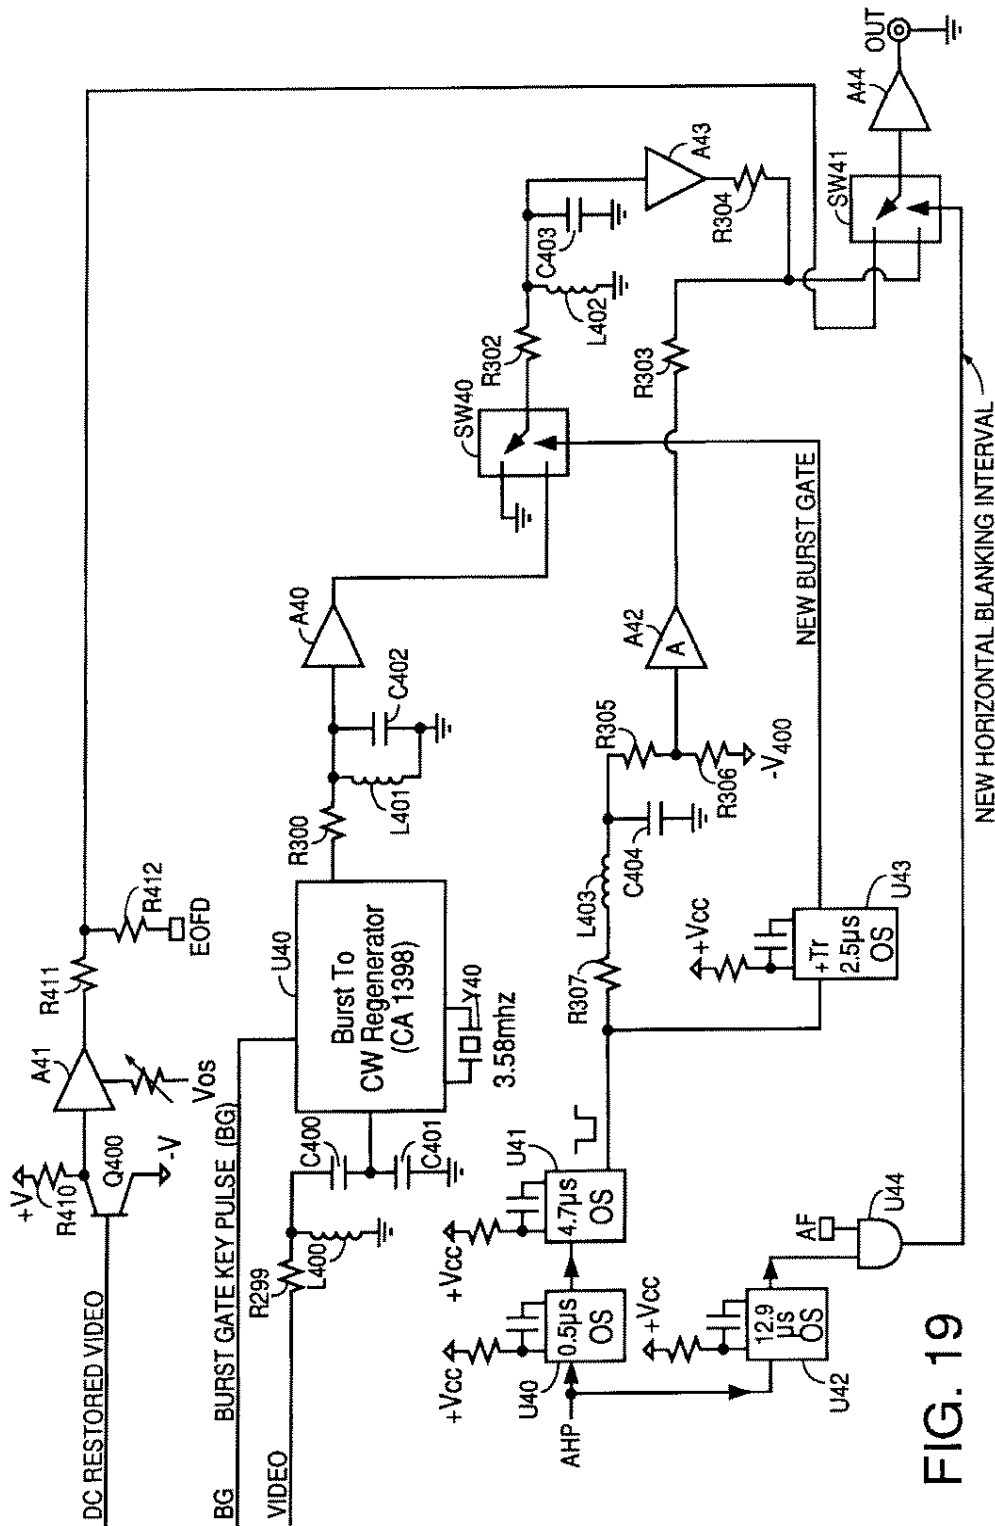 DC RESTORED VIDEO
+V
R410
Q400
-V
A41
Vos
R411
R412
EOFD
BG
BURST GATE KEY PULSE (BG)
VIDEO
R299
L400
C400
C401
U40
Burst To
CW Regenerator
(CA 1398)
Y40
3.58mhz
R300
L401
C402
A40
SW40
R302
L402
C403
A43
R304
AHP
+Vcc
0.5µs
OS
U40
+Vcc
4.7µs
OS
U41
R307
L403
C404
R305
R306
-V400
A
A42
R303
+Vcc
+Tr
2.5µs
OS
U43
NEW BURST GATE
+Vcc
12.9
µs
OS
U42
AF
U44
NEW HORIZONTAL BLANKING INTERVAL
SW41
A44
OUT
FIG. 19